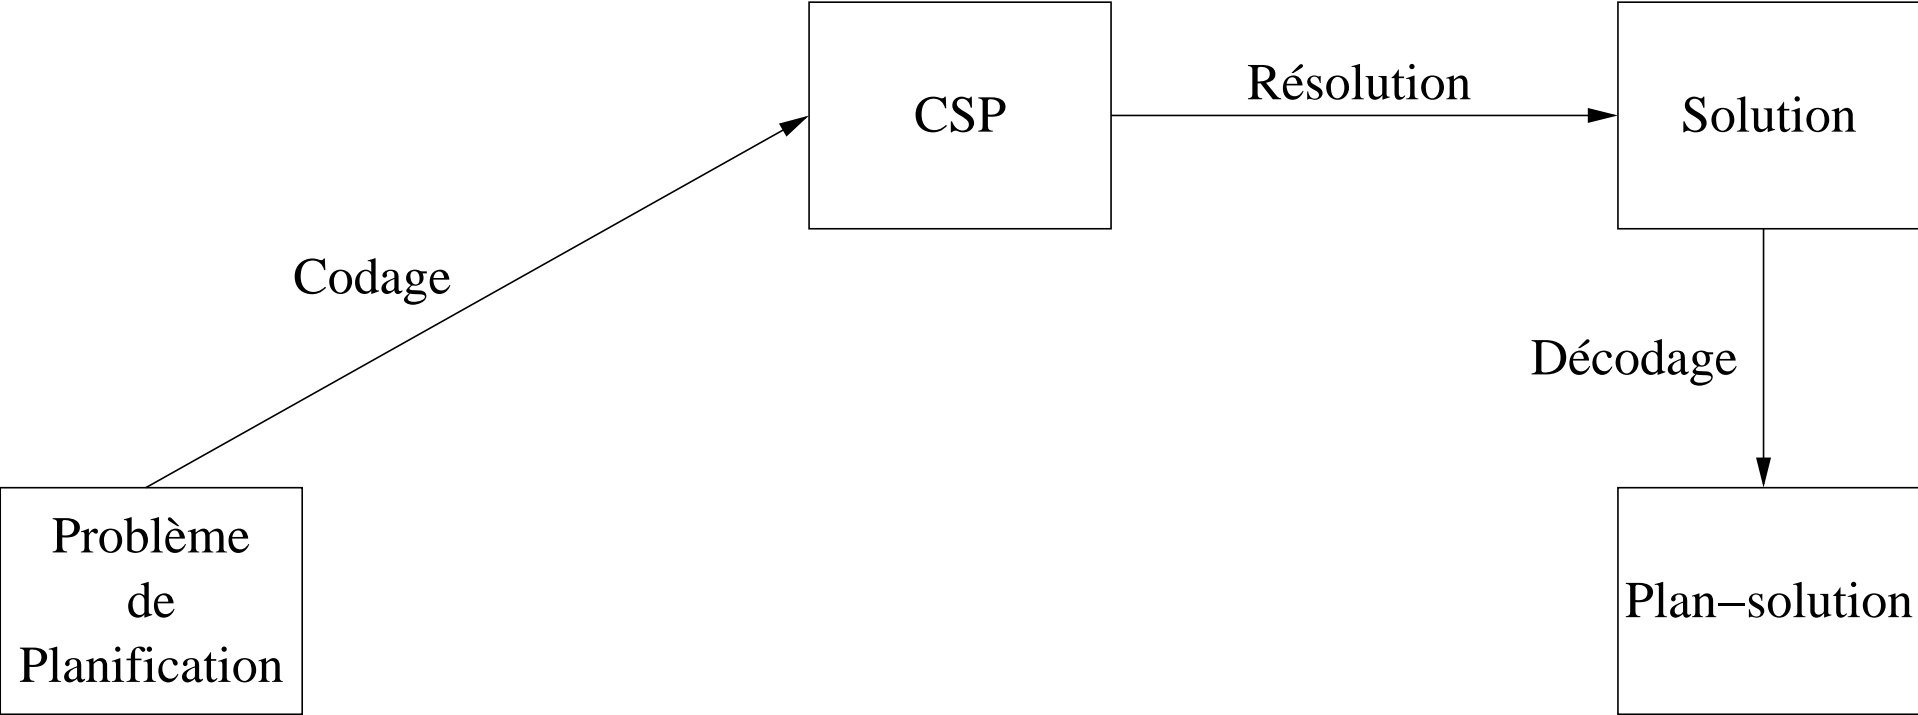 CSP
Résolution
Solution
Codage
Décodage
Problème
de
Planification
Plan−solution